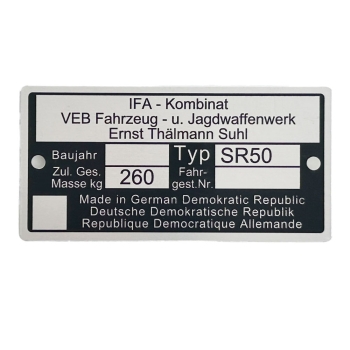 IFA - Kombinat
VEB Fahrzeug - u. Jagdwaffenwerk
Ernst Thälmann Suhl
Baujahr Typ SR50
Zul. Ges. Masse kg 260 Fahr- gest.Nr.
Made in German Demokratic Republic
Deutsche Demokratische Republik
Republique Democratique Allemande